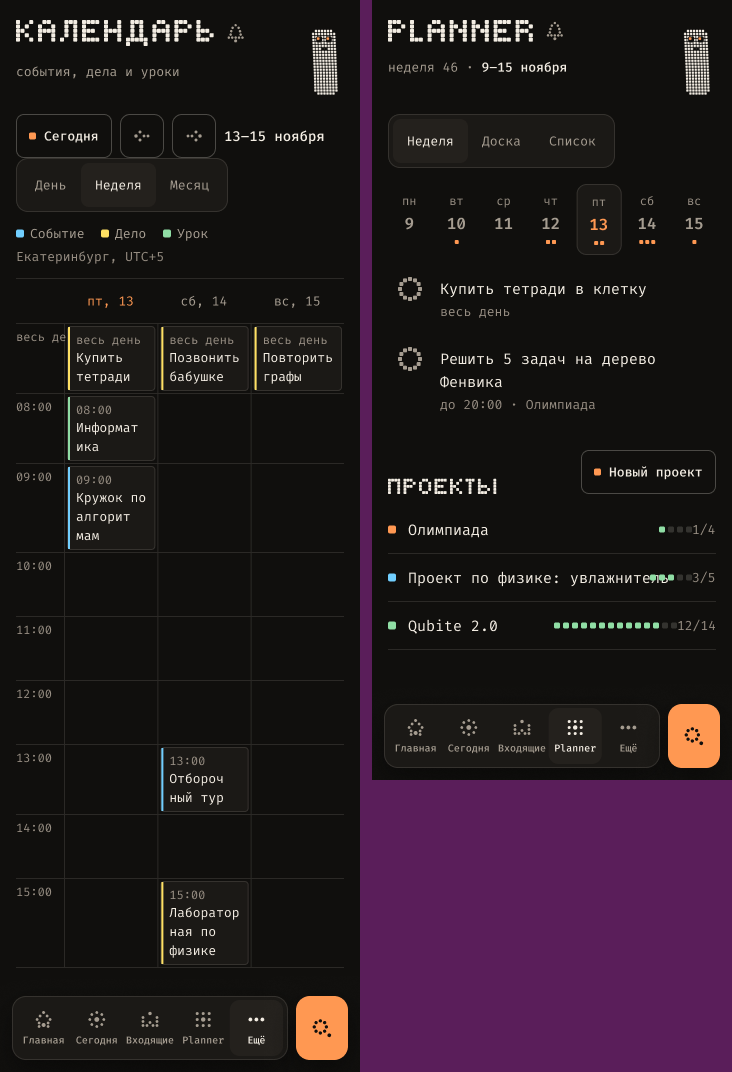 КАЛЕНДАРЬ
события, дела и уроки
Сегодня
13–15 ноября
День Неделя Месяц
Событие Дело Урок
Екатеринбург, UTC+5
пт, 13 сб, 14 вс, 15
весь де
весь день
Купить
тетради
весь день
Позвонить
бабушке
весь день
Повторить
графы
08:00
08:00
Информат
ика
09:00
09:00
Кружок по
алгорит
мам
10:00
11:00
12:00
13:00
13:00
Отбороч
ный тур
14:00
15:00
15:00
Лаборатор
ная по
физике
Главная Сегодня Входящие Planner Ещё
PLANNER
неделя 46 · 9–15 ноября
Неделя Доска Список
пн вт ср чт пт сб вс
9 10 11 12 13 14 15
Купить тетради в клетку
весь день
Решить 5 задач на дерево
Фенвика
до 20:00 · Олимпиада
ПРОЕКТЫ
Новый проект
Олимпиада 1/4
Проект по физике: увлажнитель 3/5
Qubite 2.0 12/14
Главная Сегодня Входящие Planner Ещё